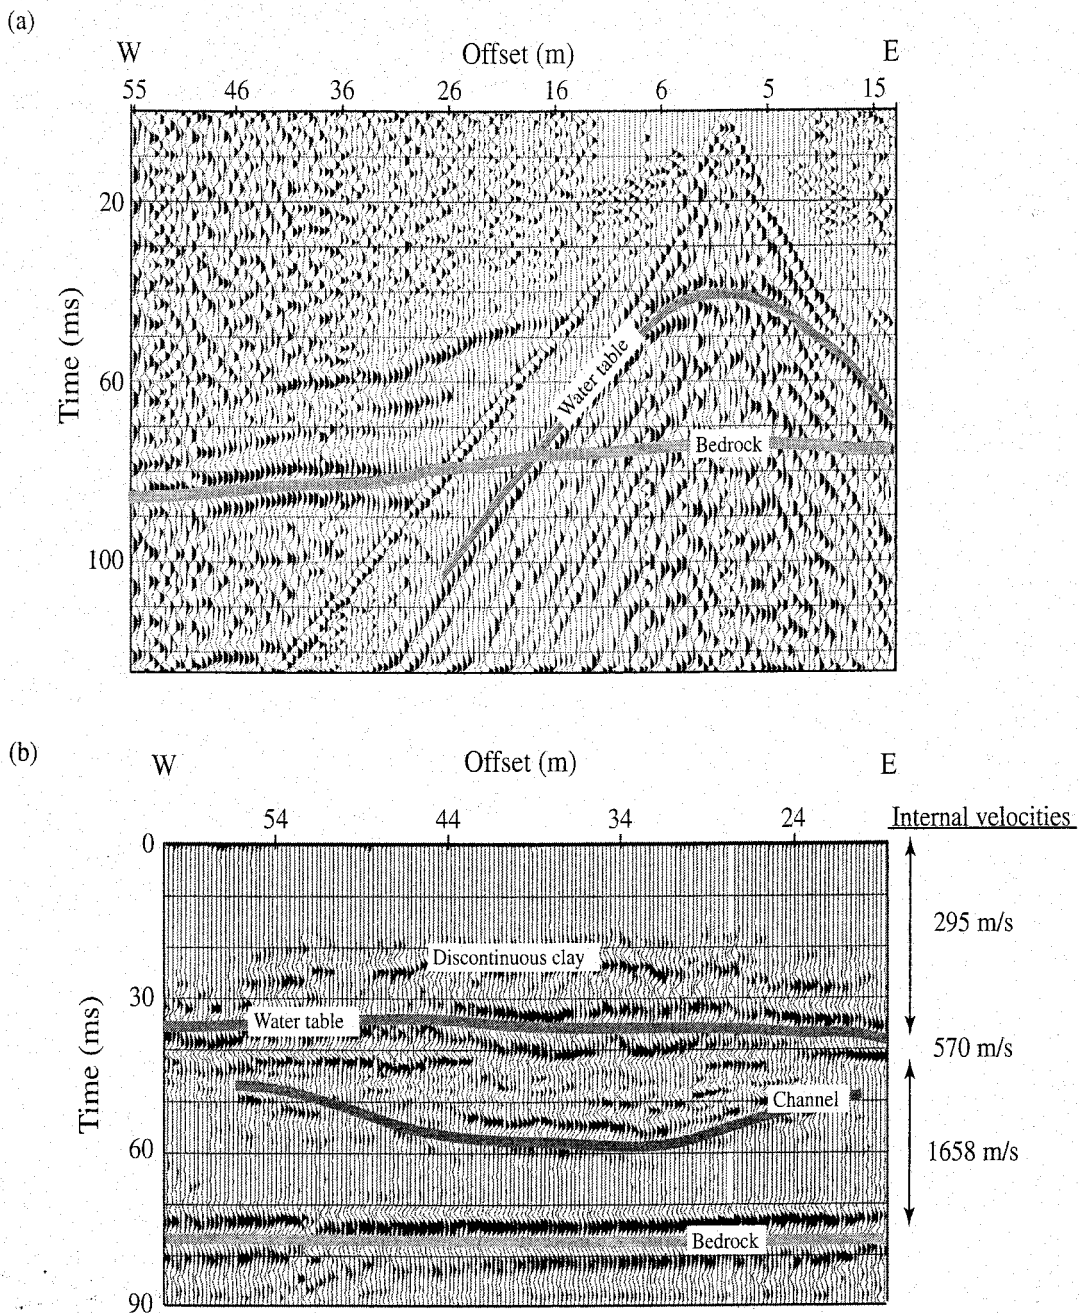 (a)
W Offset (m) E
55 46 36 26 16 6 5 15
20
60
100
Time (ms)
Water table
Bedrock
(b)
W Offset (m) E
54 44 34 24
Internal velocities
0
30
60
90
Time (ms)
Discontinuous clay
Water table
Channel
Bedrock
295 m/s
570 m/s
1658 m/s